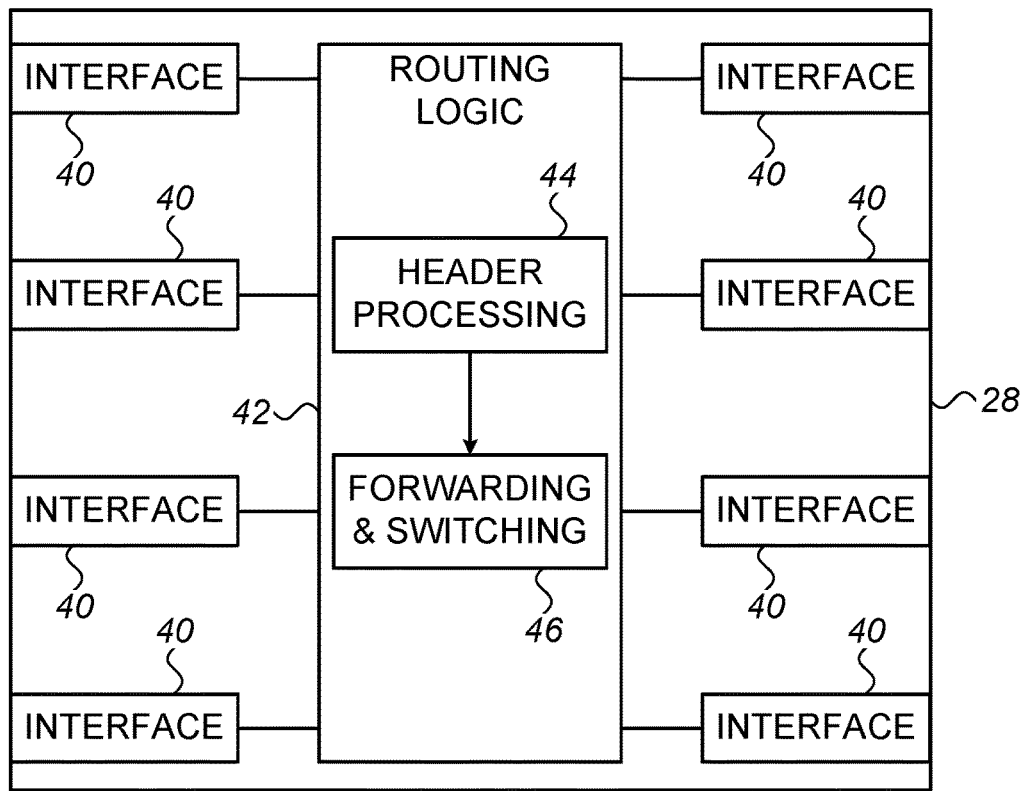 INTERFACE
ROUTING
LOGIC
INTERFACE
40
40
40
44
40
INTERFACE
HEADER
PROCESSING
INTERFACE
42
28
INTERFACE
FORWARDING
& SWITCHING
INTERFACE
40
40
40
46
40
INTERFACE
INTERFACE